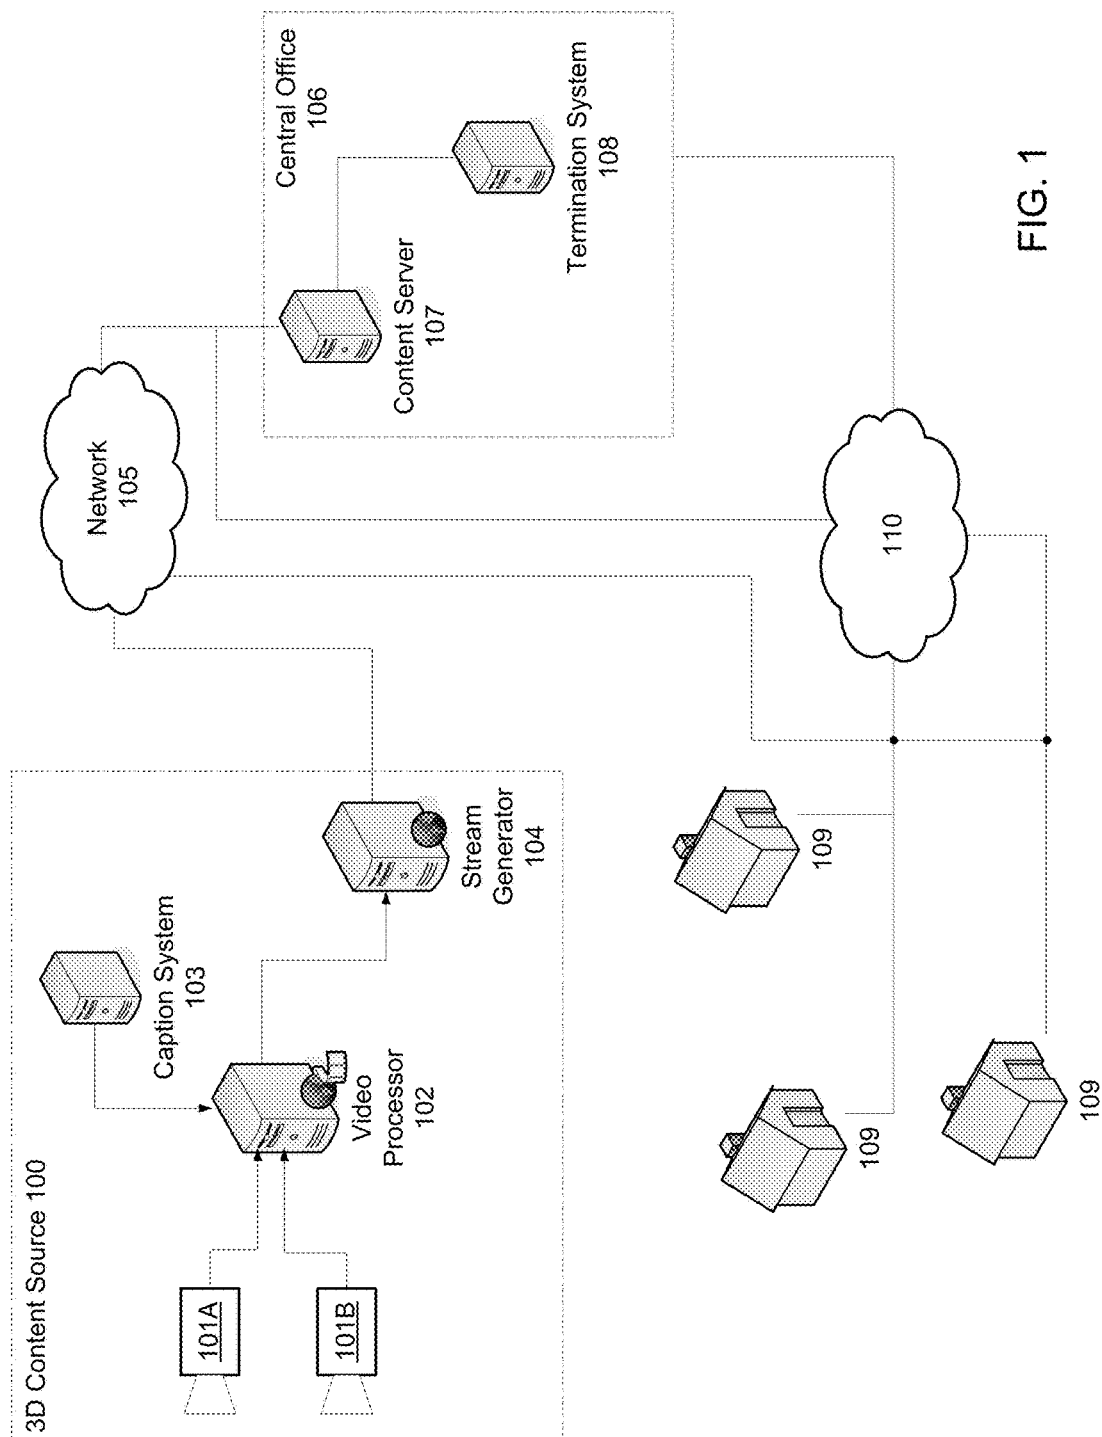 3D Content Source 100
101A
101B
Caption System
103
Video
Processor
102
Stream
Generator
104
Network
105
Central Office
106
Content Server
107
Termination System
108
109
109
109
110
FIG. 1